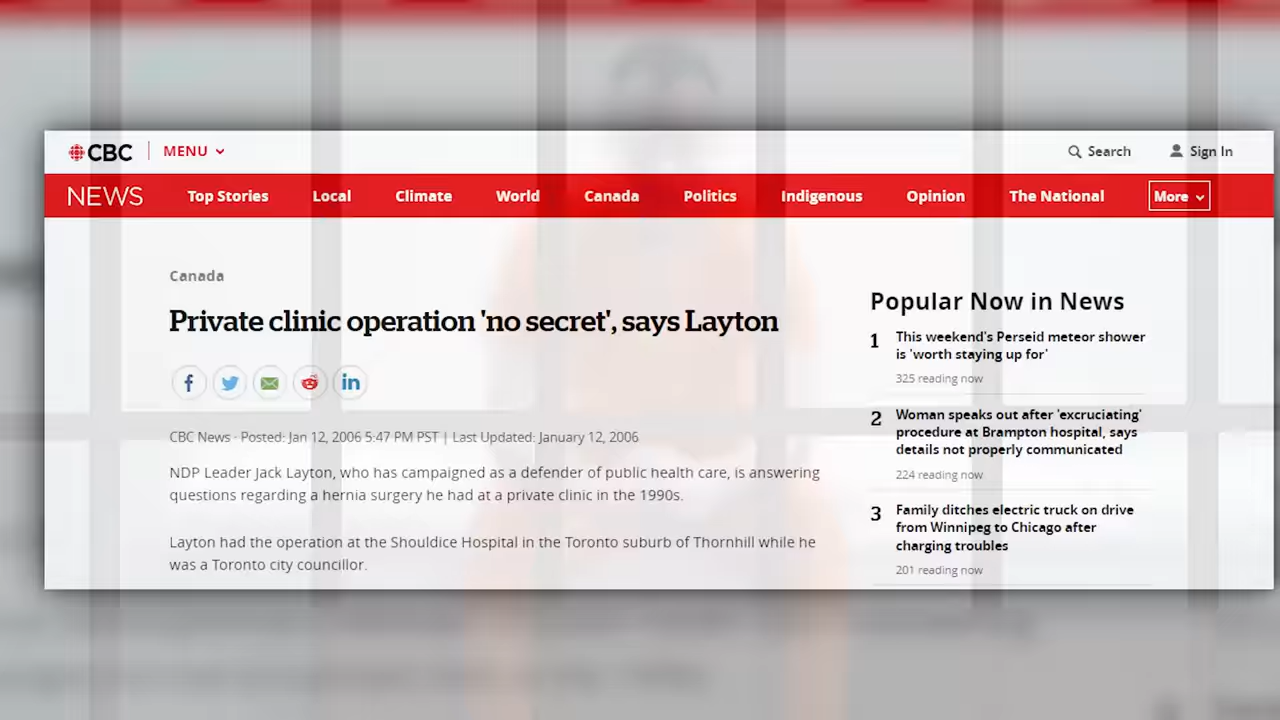 CBC MENU Search Sign In
NEWS Top Stories Local Climate World Canada Politics Indigenous Opinion The National More
Canada
Private clinic operation 'no secret', says Layton
CBC News · Posted: Jan 12, 2006 5:47 PM PST | Last Updated: January 12, 2006
NDP Leader Jack Layton, who has campaigned as a defender of public health care, is answering
questions regarding a hernia surgery he had at a private clinic in the 1990s.
Layton had the operation at the Shouldice Hospital in the Toronto suburb of Thornhill while he
was a Toronto city councillor.
Popular Now in News
1 This weekend's Perseid meteor shower
is 'worth staying up for'
325 reading now
2 Woman speaks out after 'excruciating'
procedure at Brampton hospital, says
details not properly communicated
224 reading now
3 Family ditches electric truck on drive
from Winnipeg to Chicago after
charging troubles
201 reading now